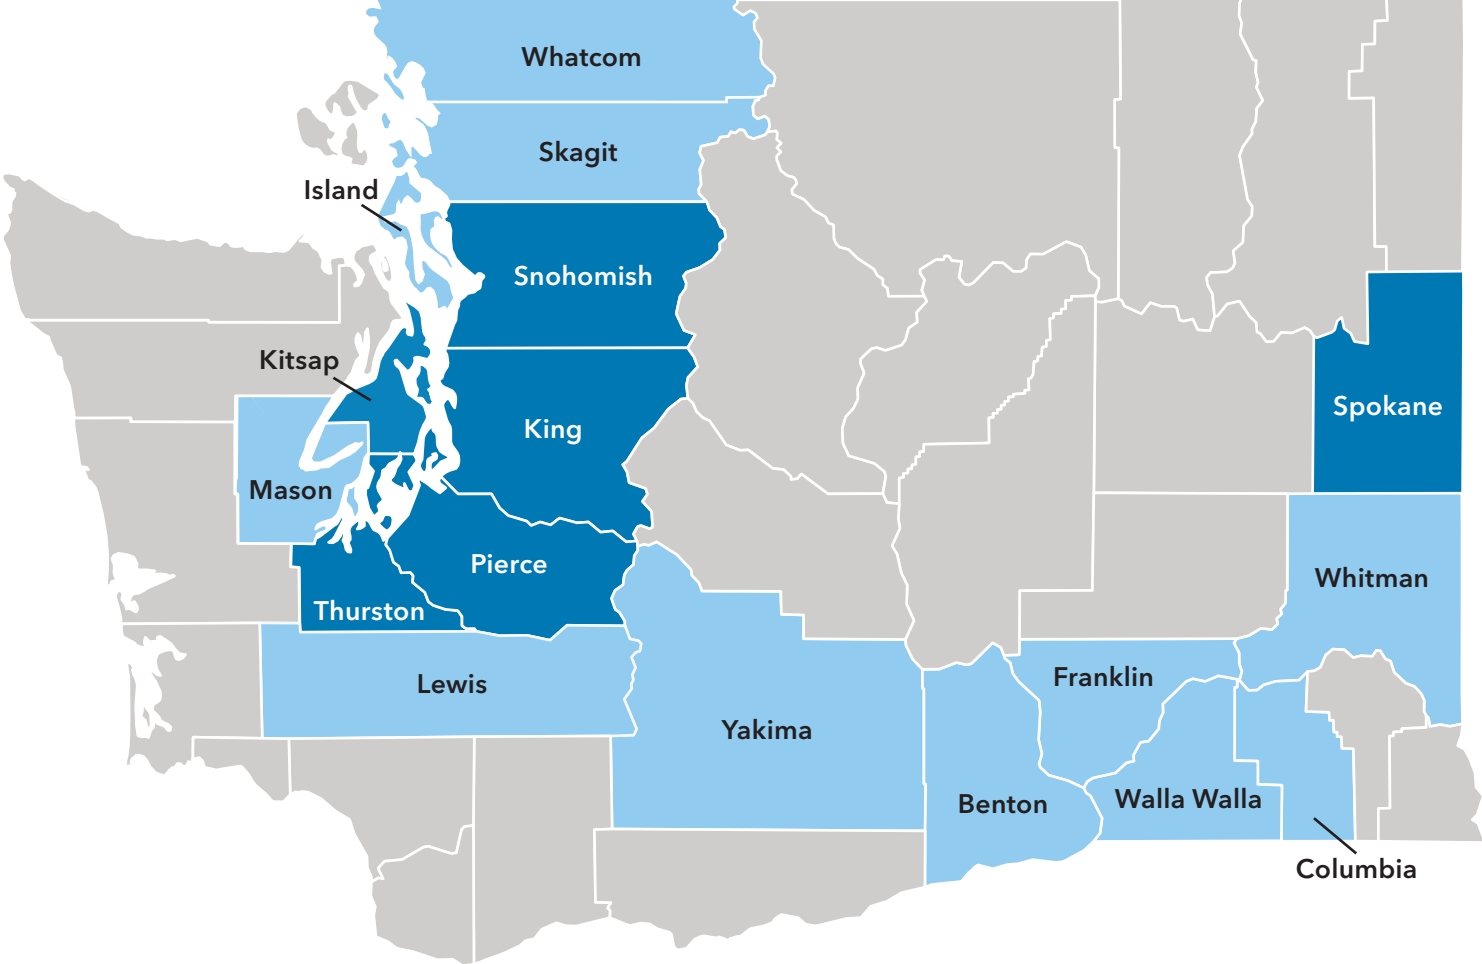 Whatcom
Skagit
Island
Snohomish
Kitsap
Spokane
King
Mason
Pierce
Whitman
Thurston
Franklin
Lewis
Yakima
Walla Walla
Benton
Columbia